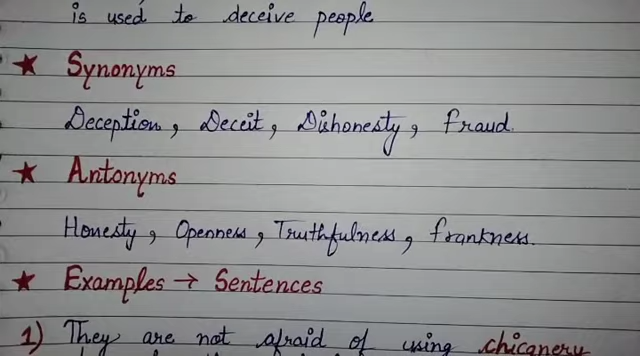 is used to deceive people
★ Synonyms
Deception, Deceit, Dishonesty, fraud.
★ Antonyms
Honesty, Openness, Truthfulness, frankness.
★ Examples → Sentences
1) They are not afraid of using chicanery